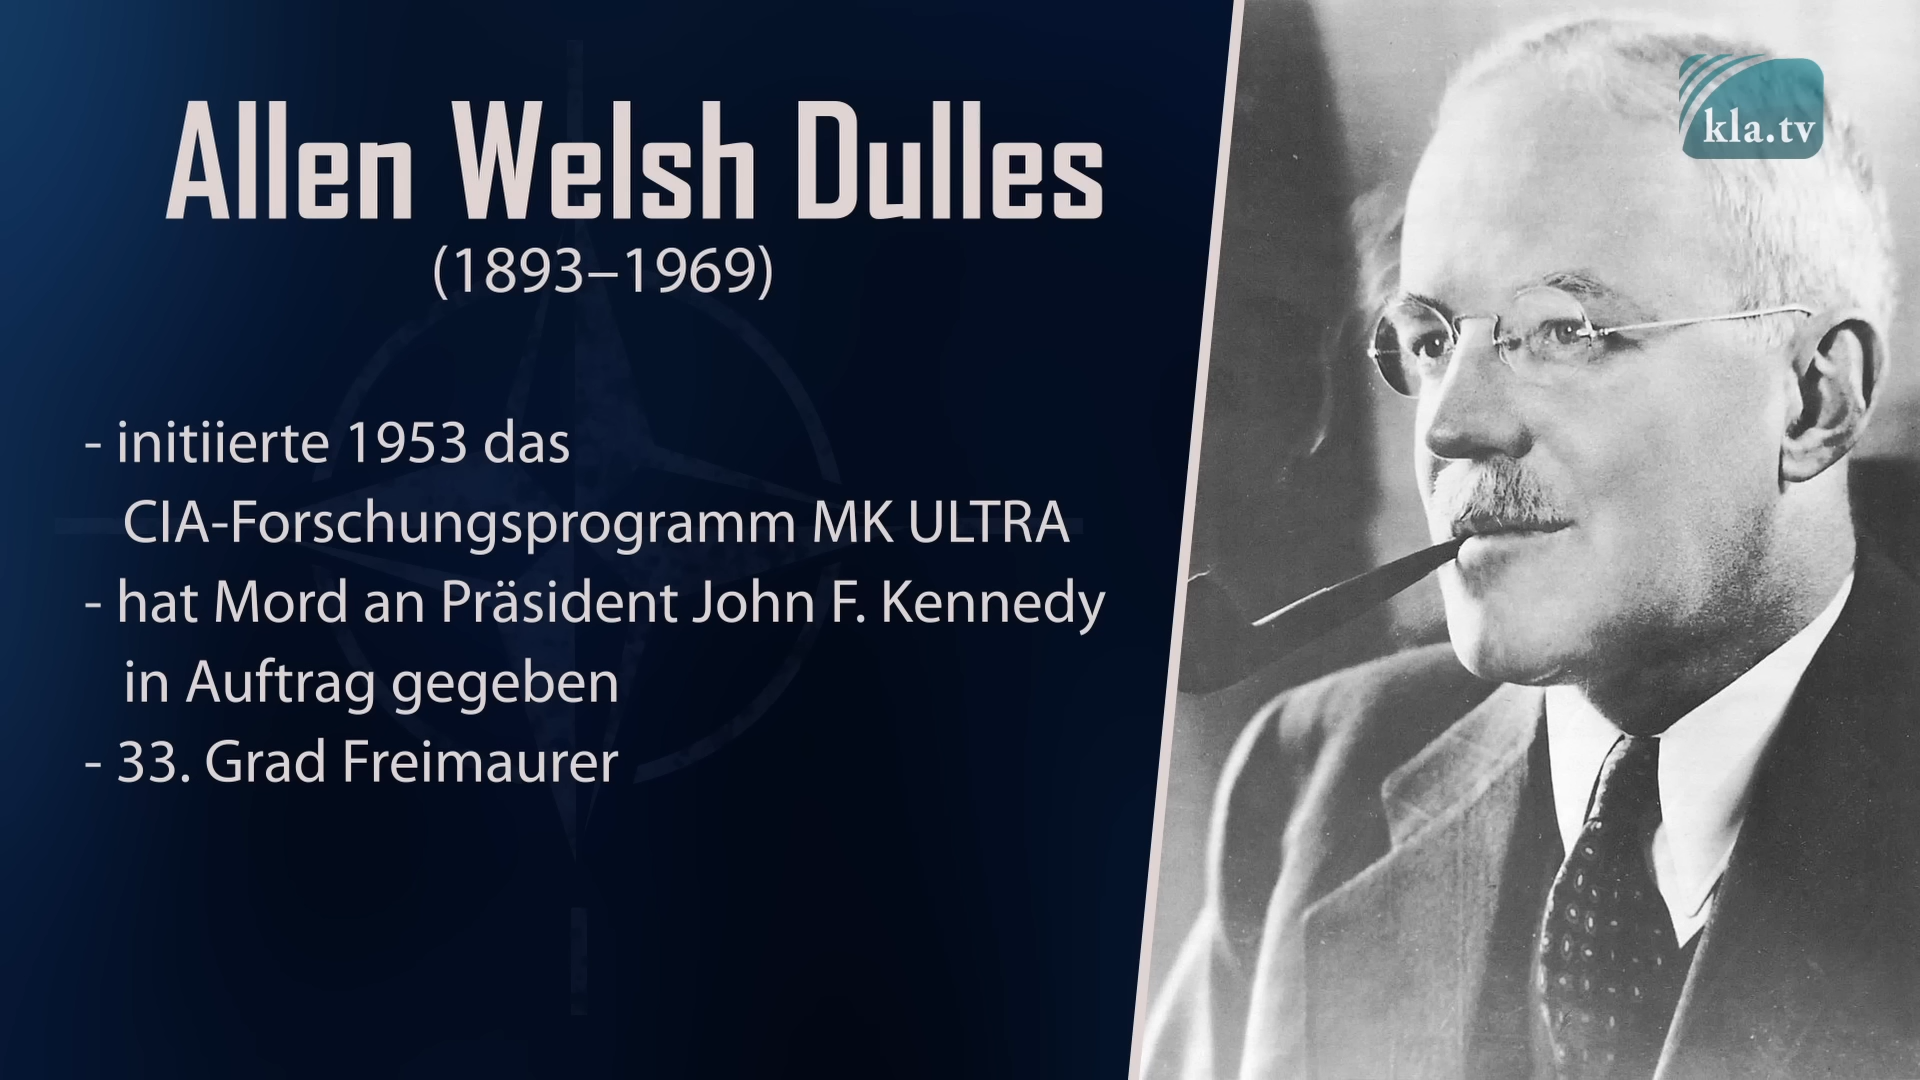 Allen Welsh Dulles
(1893–1969)
- initiierte 1953 das
CIA-Forschungsprogramm MK ULTRA
- hat Mord an Präsident John F. Kennedy
in Auftrag gegeben
- 33. Grad Freimaurer
kla.tv